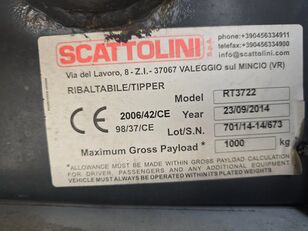 SCATTOLINI S.p.A.
phone: +390456334911
telefax:+390456334900
www.scattolini.com
Via del Lavoro, 8 - Z.I.- 37067 VALEGGIO sul MINCIO (VR)
RIBALTABILE/TIPPER
Model RT3722
CE 2006/42/CE Year 23/09/2014
98/37/CE Lot/S.N. 701/14-14/673
Maximum Gross Payload* 1000 kg
*ALLOWANCE MUST BE MADE WITHIN GROSS PAYLOAD CALCULATION
FOR DRIVER, PASSENGERS AND ANY ADDITIONAL EQUIPMENT.
VEHICLE MUST ALWAYS BE OPERATED WITHIN ITS PLATED RATED